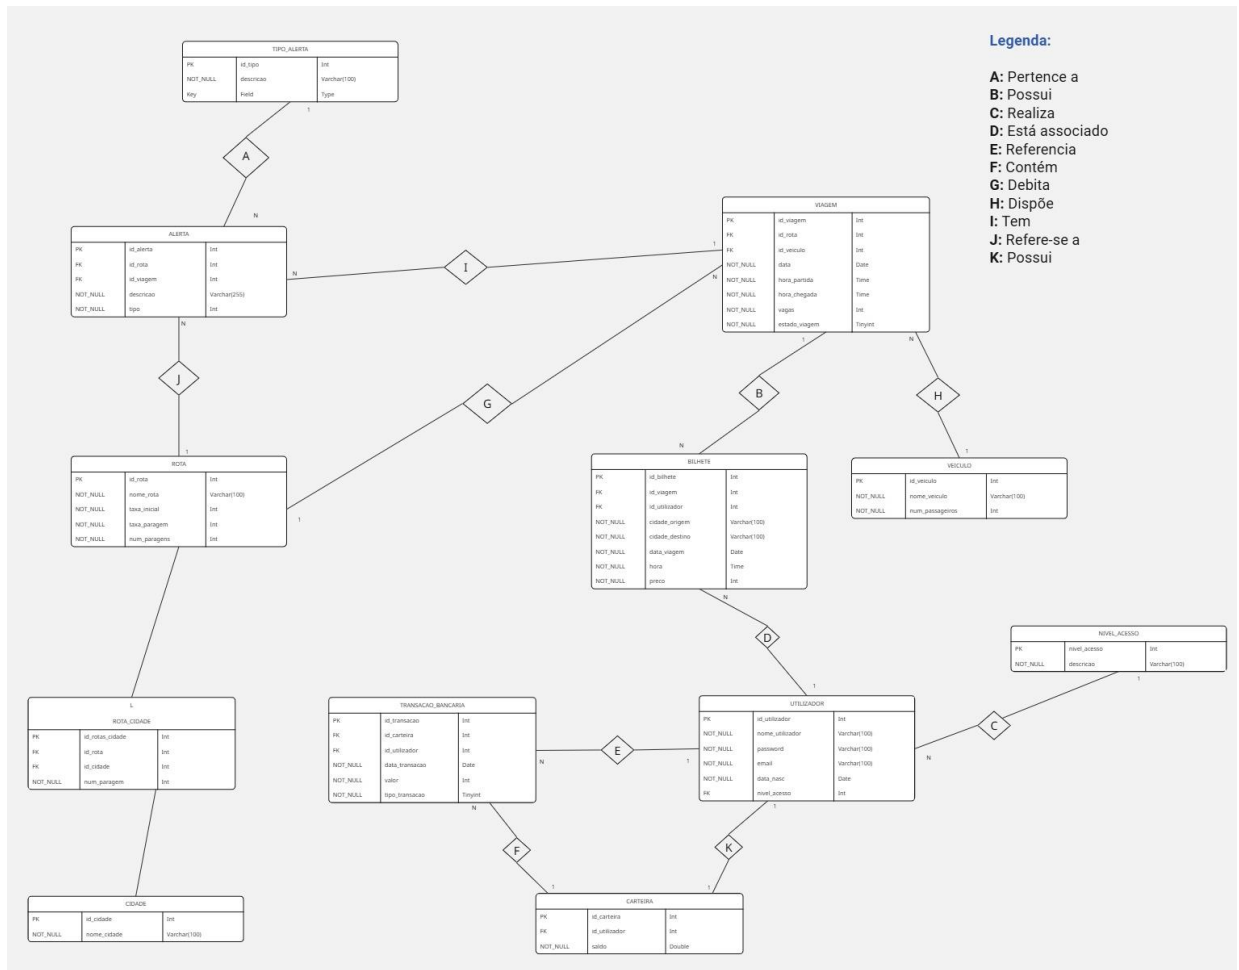 Legenda:
A: Pertence a
B: Possui
C: Realiza
D: Está associado
E: Referencia
F: Contém
G: Debita
H: Dispõe
I: Tem
J: Refere-se a
K: Possui
TIPO_ALERTA
PK id_tipo Int
NOT_NULL descricao Varchar(100)
Key Field Type
1
A
N
ALERTA
PK id_alerta Int
FK id_rota Int
FK id_viagem Int
NOT_NULL descricao Varchar(255)
NOT_NULL tipo Int
N
I
1
VIAGEM
PK id_viagem Int
FK id_rota Int
FK id_veiculo Int
NOT_NULL data Date
NOT_NULL hora_partida Time
NOT_NULL hora_chegada Time
NOT_NULL vagas Int
NOT_NULL estado_viagem Tinyint
N
J
1
N
G
1
1
B
N
N
H
1
ROTA
PK id_rota Int
NOT_NULL nome_rota Varchar(100)
NOT_NULL taxa_inicial Int
NOT_NULL taxa_paragem Int
NOT_NULL num_paragens Int
BILHETE
PK id_bilhete Int
FK id_viagem Int
FK id_utilizador Int
NOT_NULL cidade_origem Varchar(100)
NOT_NULL cidade_destino Varchar(100)
NOT_NULL data_viagem Date
NOT_NULL hora Time
NOT_NULL preco Int
VEICULO
PK id_veiculo Int
NOT_NULL nome_veiculo Varchar(100)
NOT_NULL num_passageiros Int
N
D
1
NIVEL_ACESSO
PK nivel_acesso Int
NOT_NULL descricao Varchar(100)
1
C
N
L
ROTA_CIDADE
PK id_rotas_cidade Int
FK id_rota Int
FK id_cidade Int
NOT_NULL num_paragem Int
TRANSACAO_BANCARIA
PK id_transacao Int
FK id_carteira Int
FK id_utilizador Int
NOT_NULL data_transacao Date
NOT_NULL valor Int
NOT_NULL tipo_transacao Tinyint
N
E
1
UTILIZADOR
PK id_utilizador Int
NOT_NULL nome_utilizador Varchar(100)
NOT_NULL password Varchar(100)
NOT_NULL email Varchar(100)
NOT_NULL data_nasc Date
FK nivel_acesso Int
N
F
1
1
K
1
CIDADE
PK id_cidade Int
NOT_NULL nome_cidade Varchar(100)
CARTEIRA
PK id_carteira Int
FK id_utilizador Int
NOT_NULL saldo Double